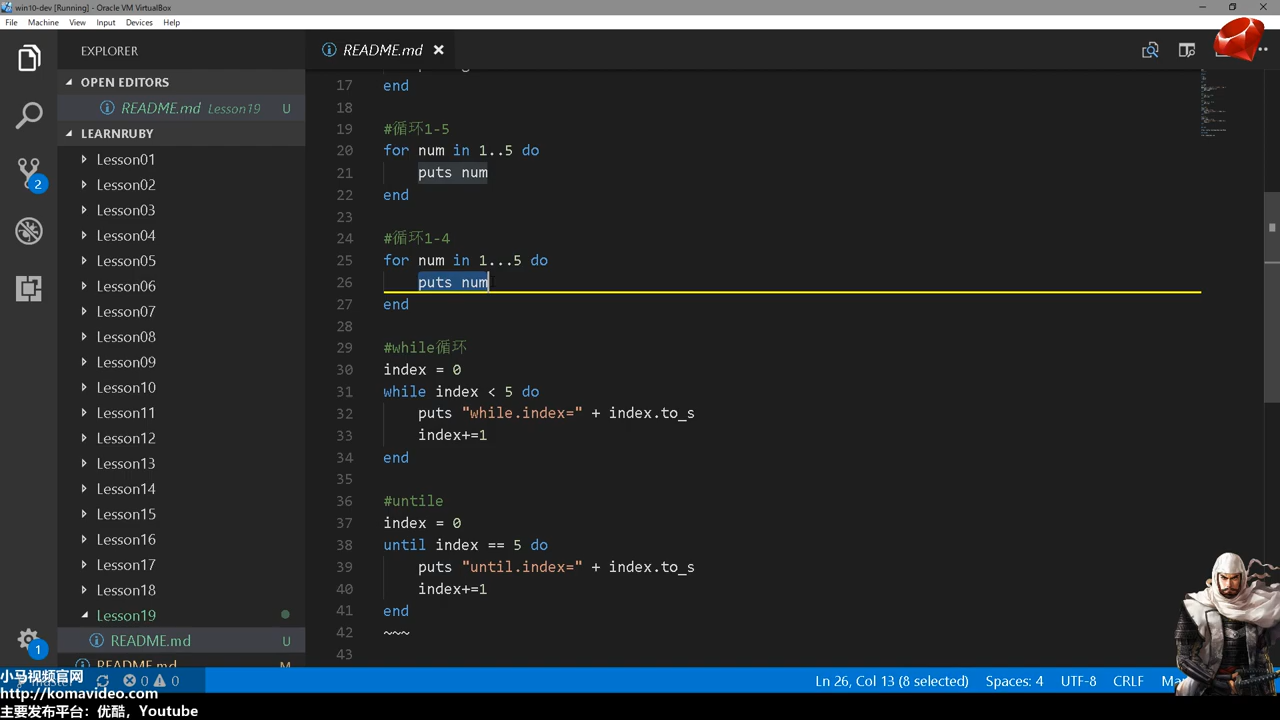 win10-dev [Running] - Oracle VM VirtualBox
File Machine View Input Devices Help
EXPLORER
README.md
OPEN EDITORS
README.md Lesson19 U
LEARNRUBY
Lesson01
Lesson02
Lesson03
Lesson04
Lesson05
Lesson06
Lesson07
Lesson08
Lesson09
Lesson10
Lesson11
Lesson12
Lesson13
Lesson14
Lesson15
Lesson16
Lesson17
Lesson18
Lesson19
README.md U
README.md M
2
1
17 end
18
19 #循环1-5
20 for num in 1..5 do
21 puts num
22 end
23
24 #循环1-4
25 for num in 1...5 do
26 puts num
27 end
28
29 #while循环
30 index = 0
31 while index < 5 do
32 puts "while.index=" + index.to_s
33 index+=1
34 end
35
36 #untile
37 index = 0
38 until index == 5 do
39 puts "until.index=" + index.to_s
40 index+=1
41 end
42 ~~~
43
小马视频官网
http://komavideo.com
主要发布平台：优酷，Youtube
0 0
Ln 26, Col 13 (8 selected) Spaces: 4 UTF-8 CRLF